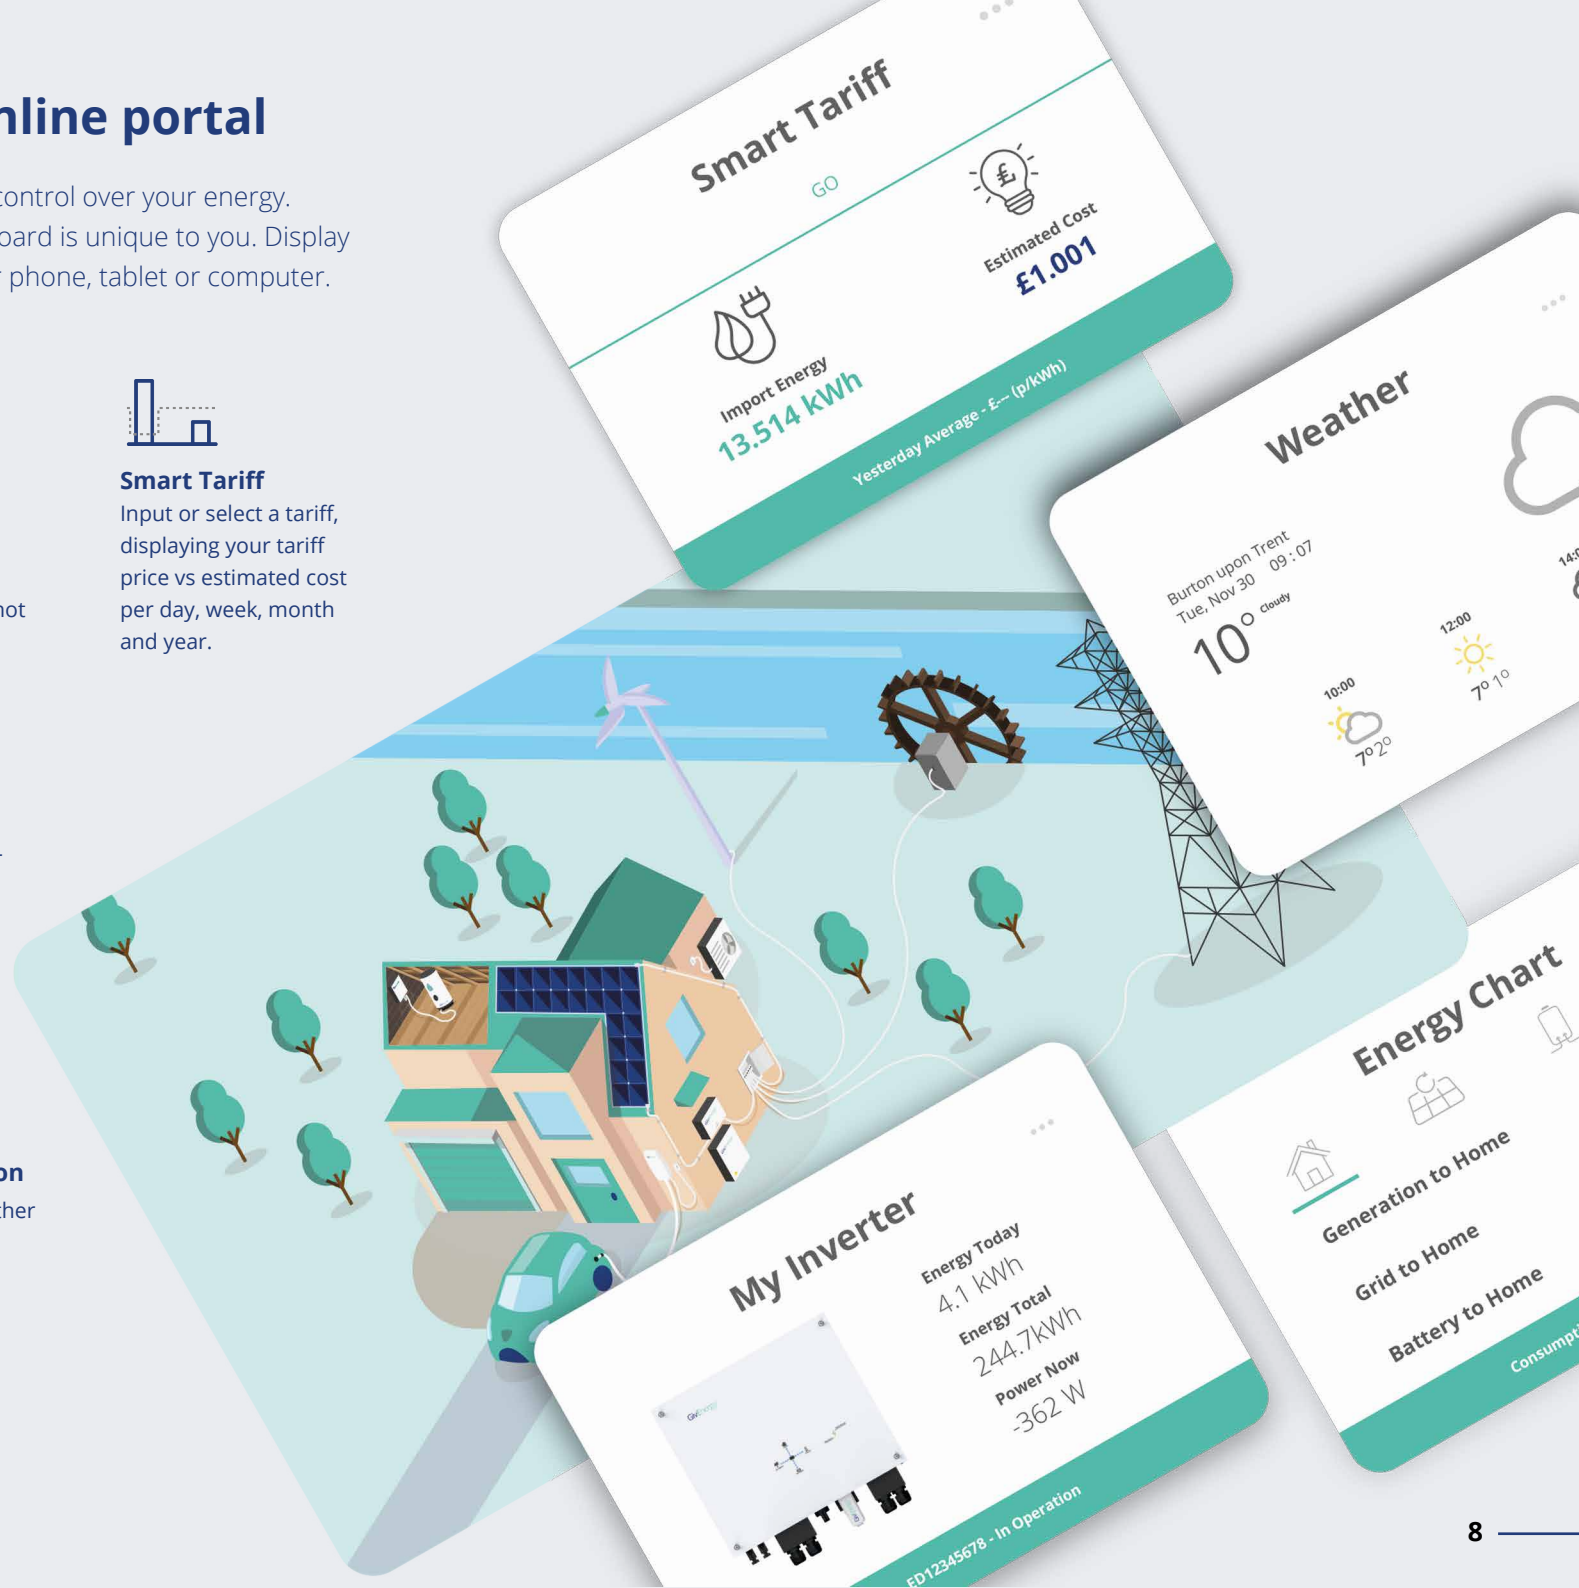 nline portal
control over your energy.
oard is unique to you. Display
r phone, tablet or computer.
Smart Tariff
Input or select a tariff,
displaying your tariff
price vs estimated cost
per day, week, month
and year.
not
on
ther
Smart Tariff
GO
Import Energy
13.514 kWh
Estimated Cost
£1.001
Yesterday Average - £--- (p/kWh)
Weather
Burton upon Trent
Tue, Nov 30 09:07
10° cloudy
10:00
7° 2°
12:00
7° 1°
14:0
Energy Chart
Generation to Home
Grid to Home
Battery to Home
Consumpti
My Inverter
Energy Today
4.1 kWh
Energy Total
244.7kWh
Power Now
-362 W
GivEnergy
ED12345678 - In Operation
8